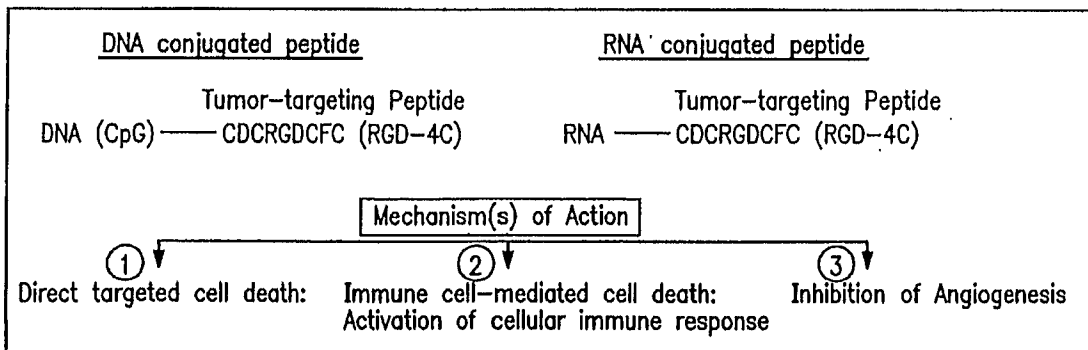 DNA conjugated peptide
RNA conjugated peptide
Tumor-targeting Peptide
DNA (CpG) — CDCRGDCFC (RGD-4C)
Tumor-targeting Peptide
RNA — CDCRGDCFC (RGD-4C)
Mechanism(s) of Action
1
Direct targeted cell death:
2
Immune cell-mediated cell death:
Activation of cellular immune response
3
Inhibition of Angiogenesis